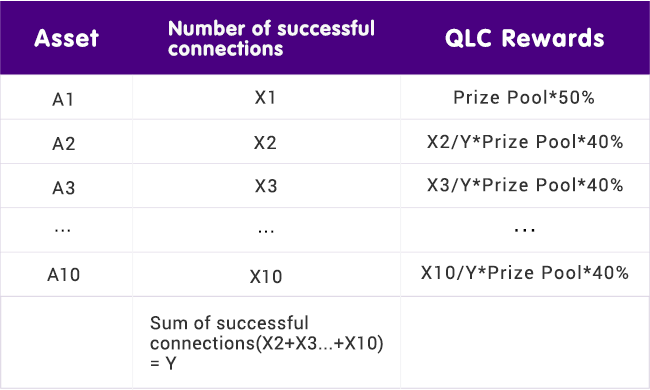 Asset
Number of successful
connections
QLC Rewards
A1
X1
Prize Pool*50%
A2
X2
X2/Y*Prize Pool*40%
A3
X3
X3/Y*Prize Pool*40%
...
...
...
A10
X10
X10/Y*Prize Pool*40%
Sum of successful
connections(X2+X3...+X10)
= Y